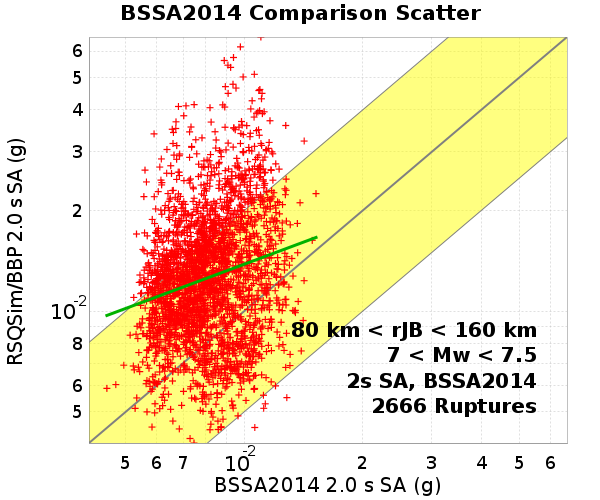 BSSA2014 Comparison Scatter
RSQSim/BBP 2.0 s SA (g)
6
5
4
3
2
10-2
8
6
5
80 km < rJB < 160 km
7 < Mw < 7.5
2s SA, BSSA2014
2666 Ruptures
5 6 7 10-2 2 3 4 5 6
BSSA2014 2.0 s SA (g)